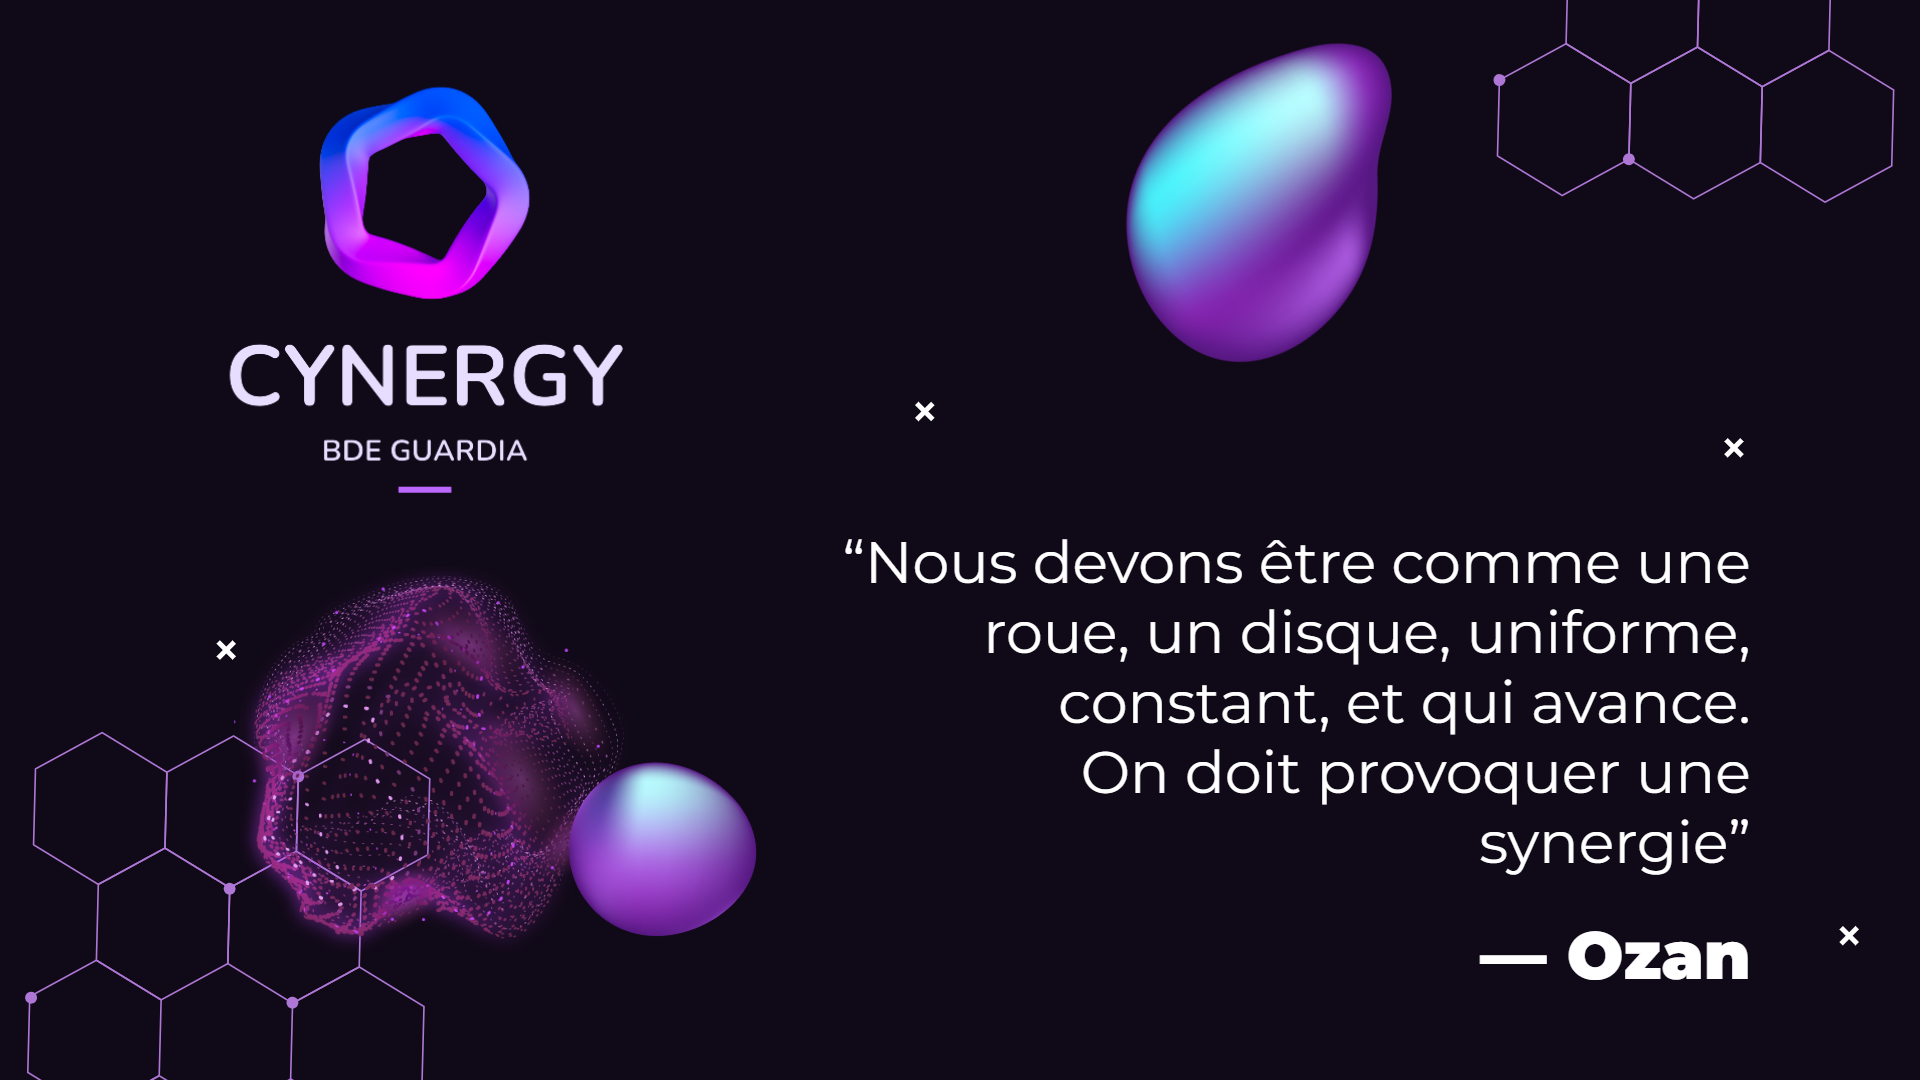 CYNERGY
BDE GUARDIA
“Nous devons être comme une
roue, un disque, uniforme,
constant, et qui avance.
On doit provoquer une
synergie”
— Ozan